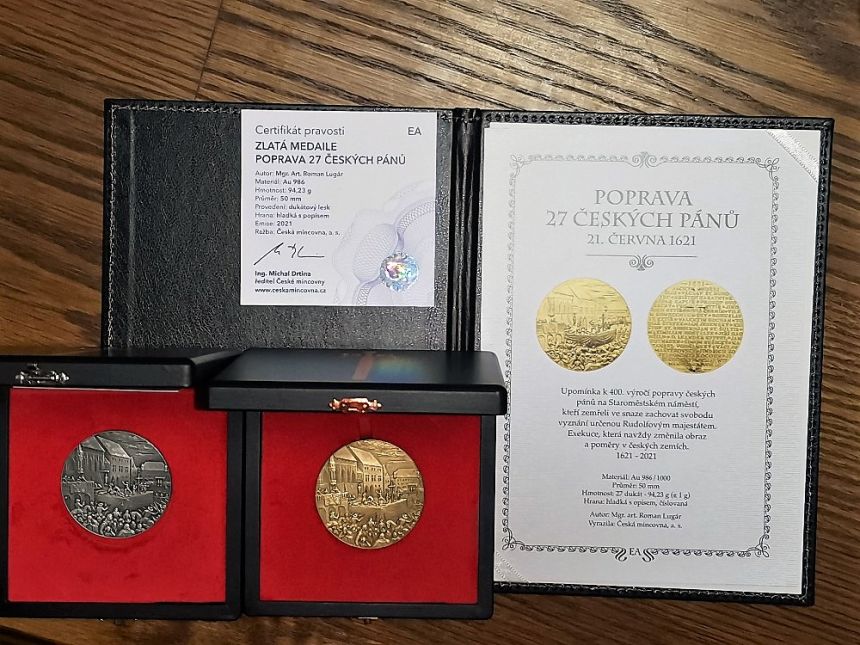 Certifikát pravosti
EA
ZLATÁ MEDAILE
POPRAVA 27 ČESKÝCH PÁNŮ
Autor: Mgr. Art. Roman Lugár
Materiál: Au 986
Hmotnost: 94,23 g
Průměr: 50 mm
Provedení: dukátový lesk
Hrana: hladká s opisem
Emise: 2021
Ražba: Česká mincovna, a. s.
Ing. Michal Drtina
ředitel České mincovny
www.ceskamincovna.cz
POPRAVA
27 ČESKÝCH PÁNŮ
21. ČERVNA 1621
Upomínka k 400. výročí popravy českých
pánů na Staroměstském náměstí,
kteří zemřeli ve snaze zachovat svobodu
vyznání určenou Rudolfovým majestátem.
Exekuce, která navždy změnila obraz
a poměry v českých zemích.
1621 - 2021
Materiál: Au 986/1000
Průměr: 50 mm
Hmotnost: 27 dukát - 94,23 g (± 1 g)
Hrana: hladká s opisem, číslovaná
Autor: Mgr. art. Roman Lugár
Vyrazila: Česká mincovna, a. s.
EA